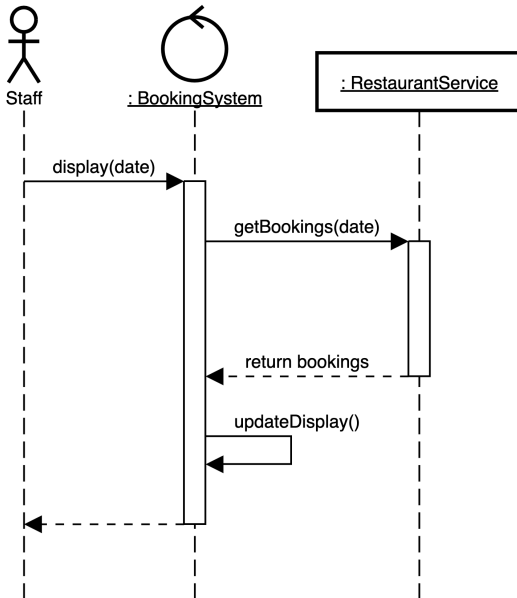 Staff
: BookingSystem
: RestaurantService
display(date)
getBookings(date)
return bookings
updateDisplay()